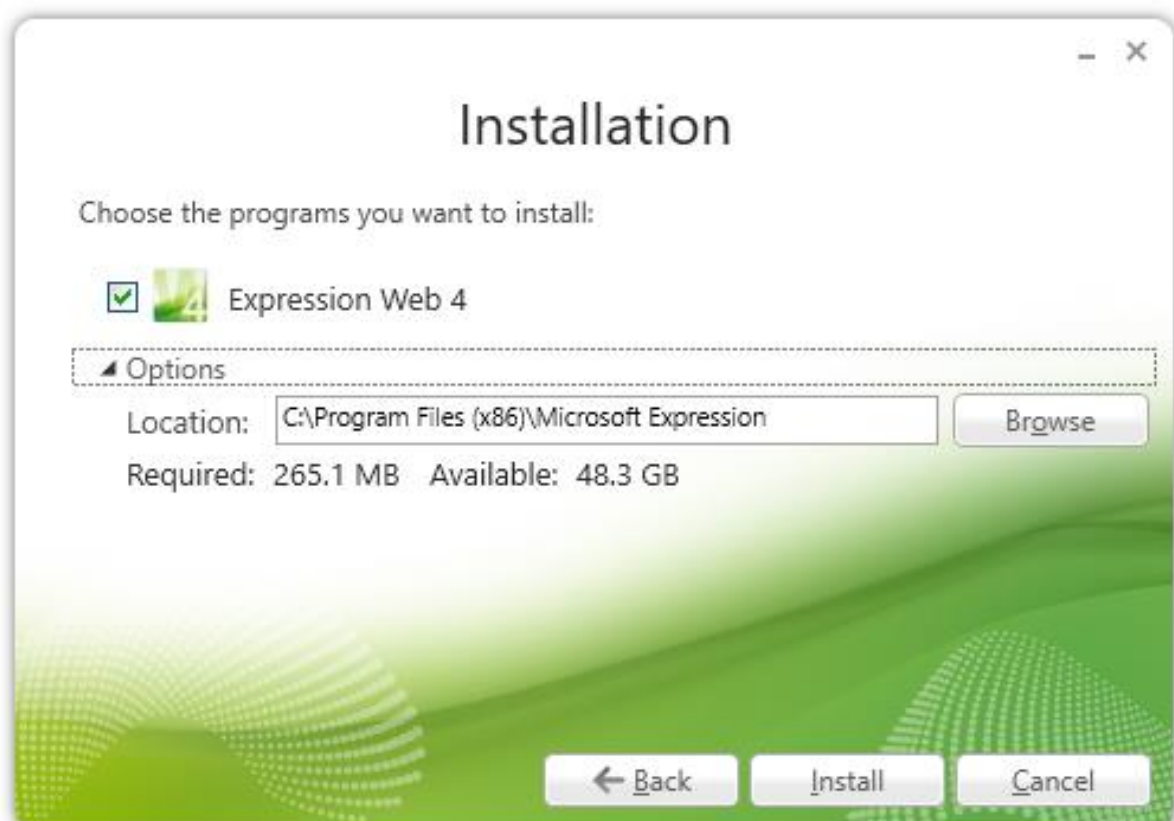 Installation
Choose the programs you want to install:
4 Expression Web 4
Options
Location: C:\Program Files (x86)\Microsoft Expression Browse
Required: 265.1 MB Available: 48.3 GB
Back Install Cancel